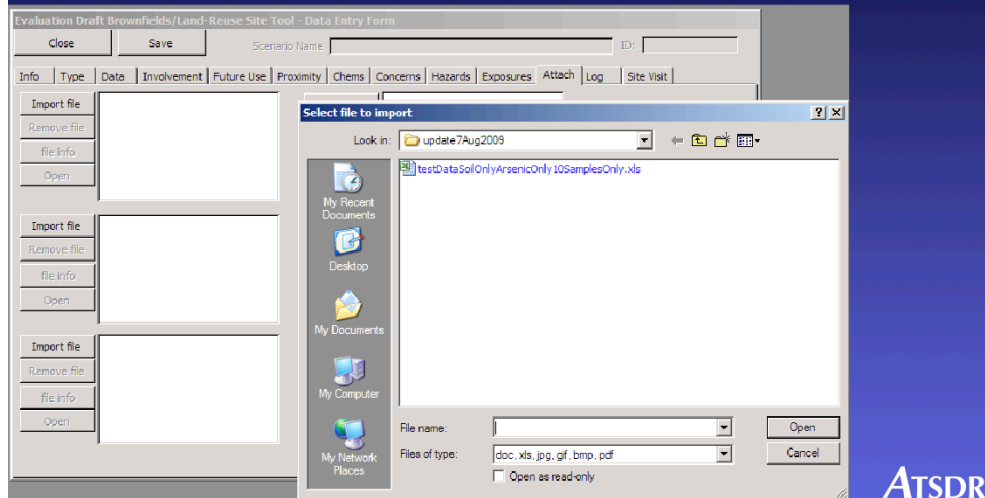 Evaluation Draft Brownfields/Land-Reuse Site Tool - Data Entry Form
Close Save Scenario Name ID:
Info Type Data Involvement Future Use Proximity Chems Concerns Hazards Exposures Attach Log Site Visit
Import file
Remove file
file info
Open
Import file
Remove file
file info
Open
Import file
Remove file
file info
Open
Select file to import
Look in: update7Aug2009
testDataSoilOnlyArsenicOnly10SamplesOnly.xls
My Recent
Documents
Desktop
My Documents
My Computer
My Network
Places
File name:
Open
Files of type: doc, xls, jpg, gif, bmp, pdf
Cancel
Open as read-only
ATSDR